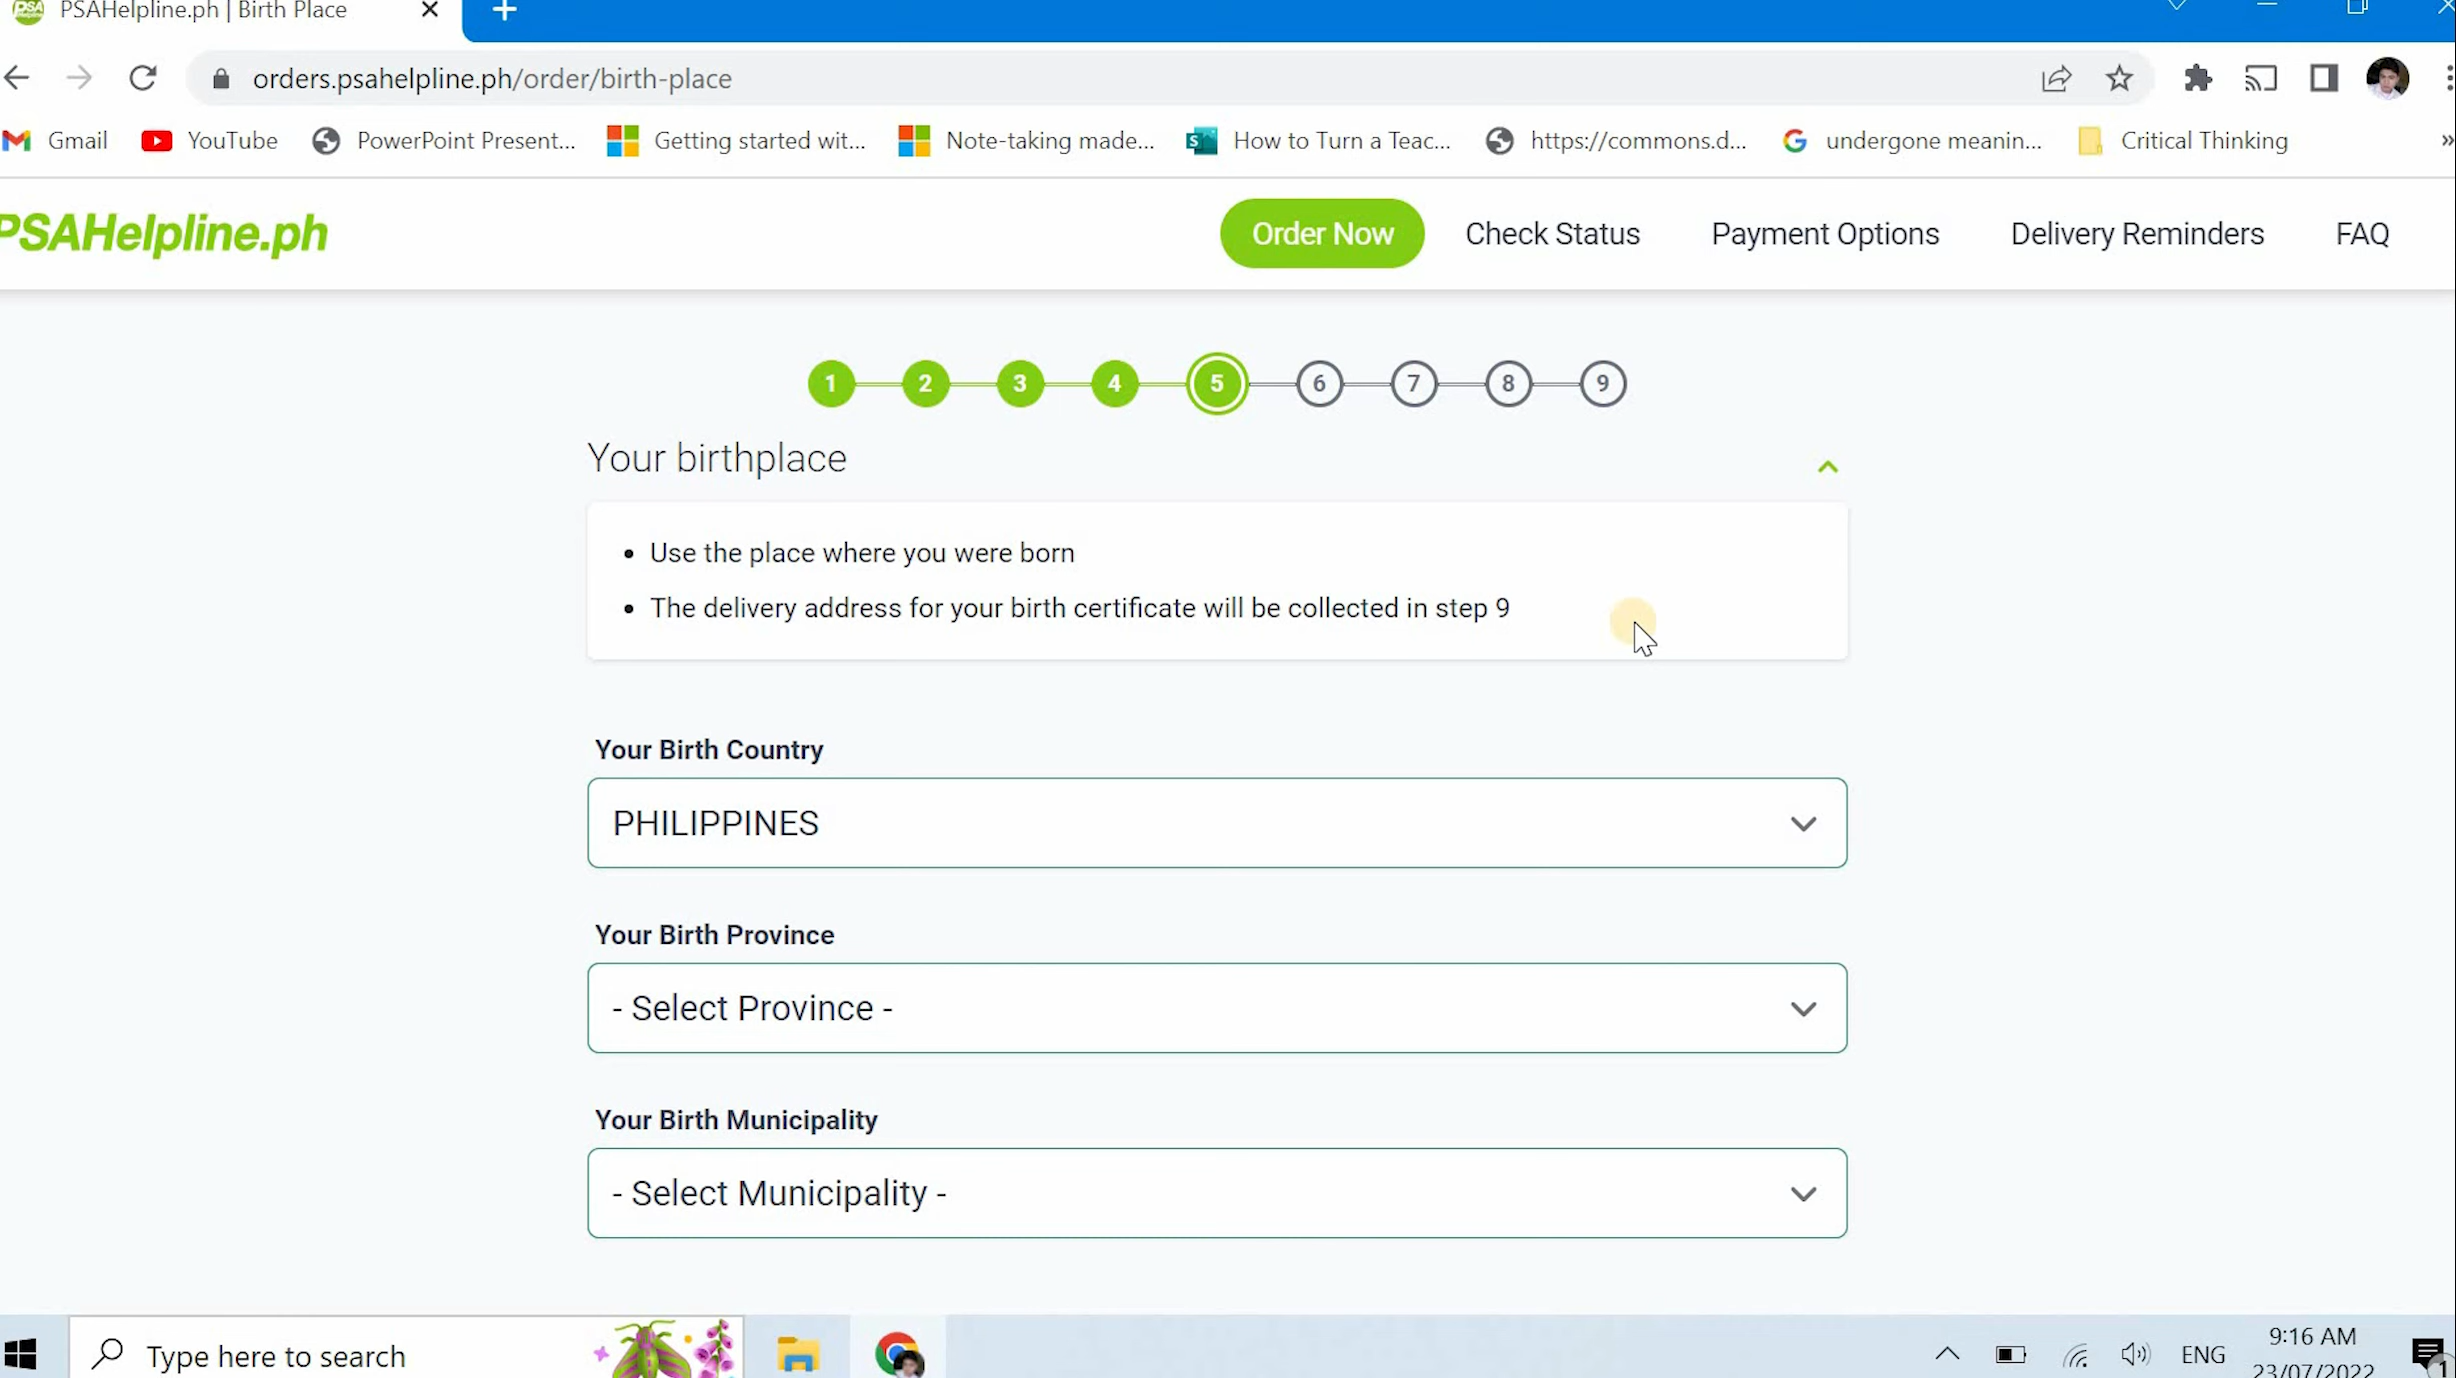 PSAHelpline.ph | Birth Place
orders.psahelpline.ph/order/birth-place
Gmail
YouTube
PowerPoint Present...
Getting started wit...
Note-taking made...
How to Turn a Teac...
https://commons.d...
undergone meanin...
Critical Thinking
PSAHelpline.ph
Order Now
Check Status
Payment Options
Delivery Reminders
FAQ
1 2 3 4 5 6 7 8 9
Your birthplace
• Use the place where you were born
• The delivery address for your birth certificate will be collected in step 9
Your Birth Country
PHILIPPINES
Your Birth Province
- Select Province -
Your Birth Municipality
- Select Municipality -
Type here to search
ENG
9:16 AM
23/07/2022
1